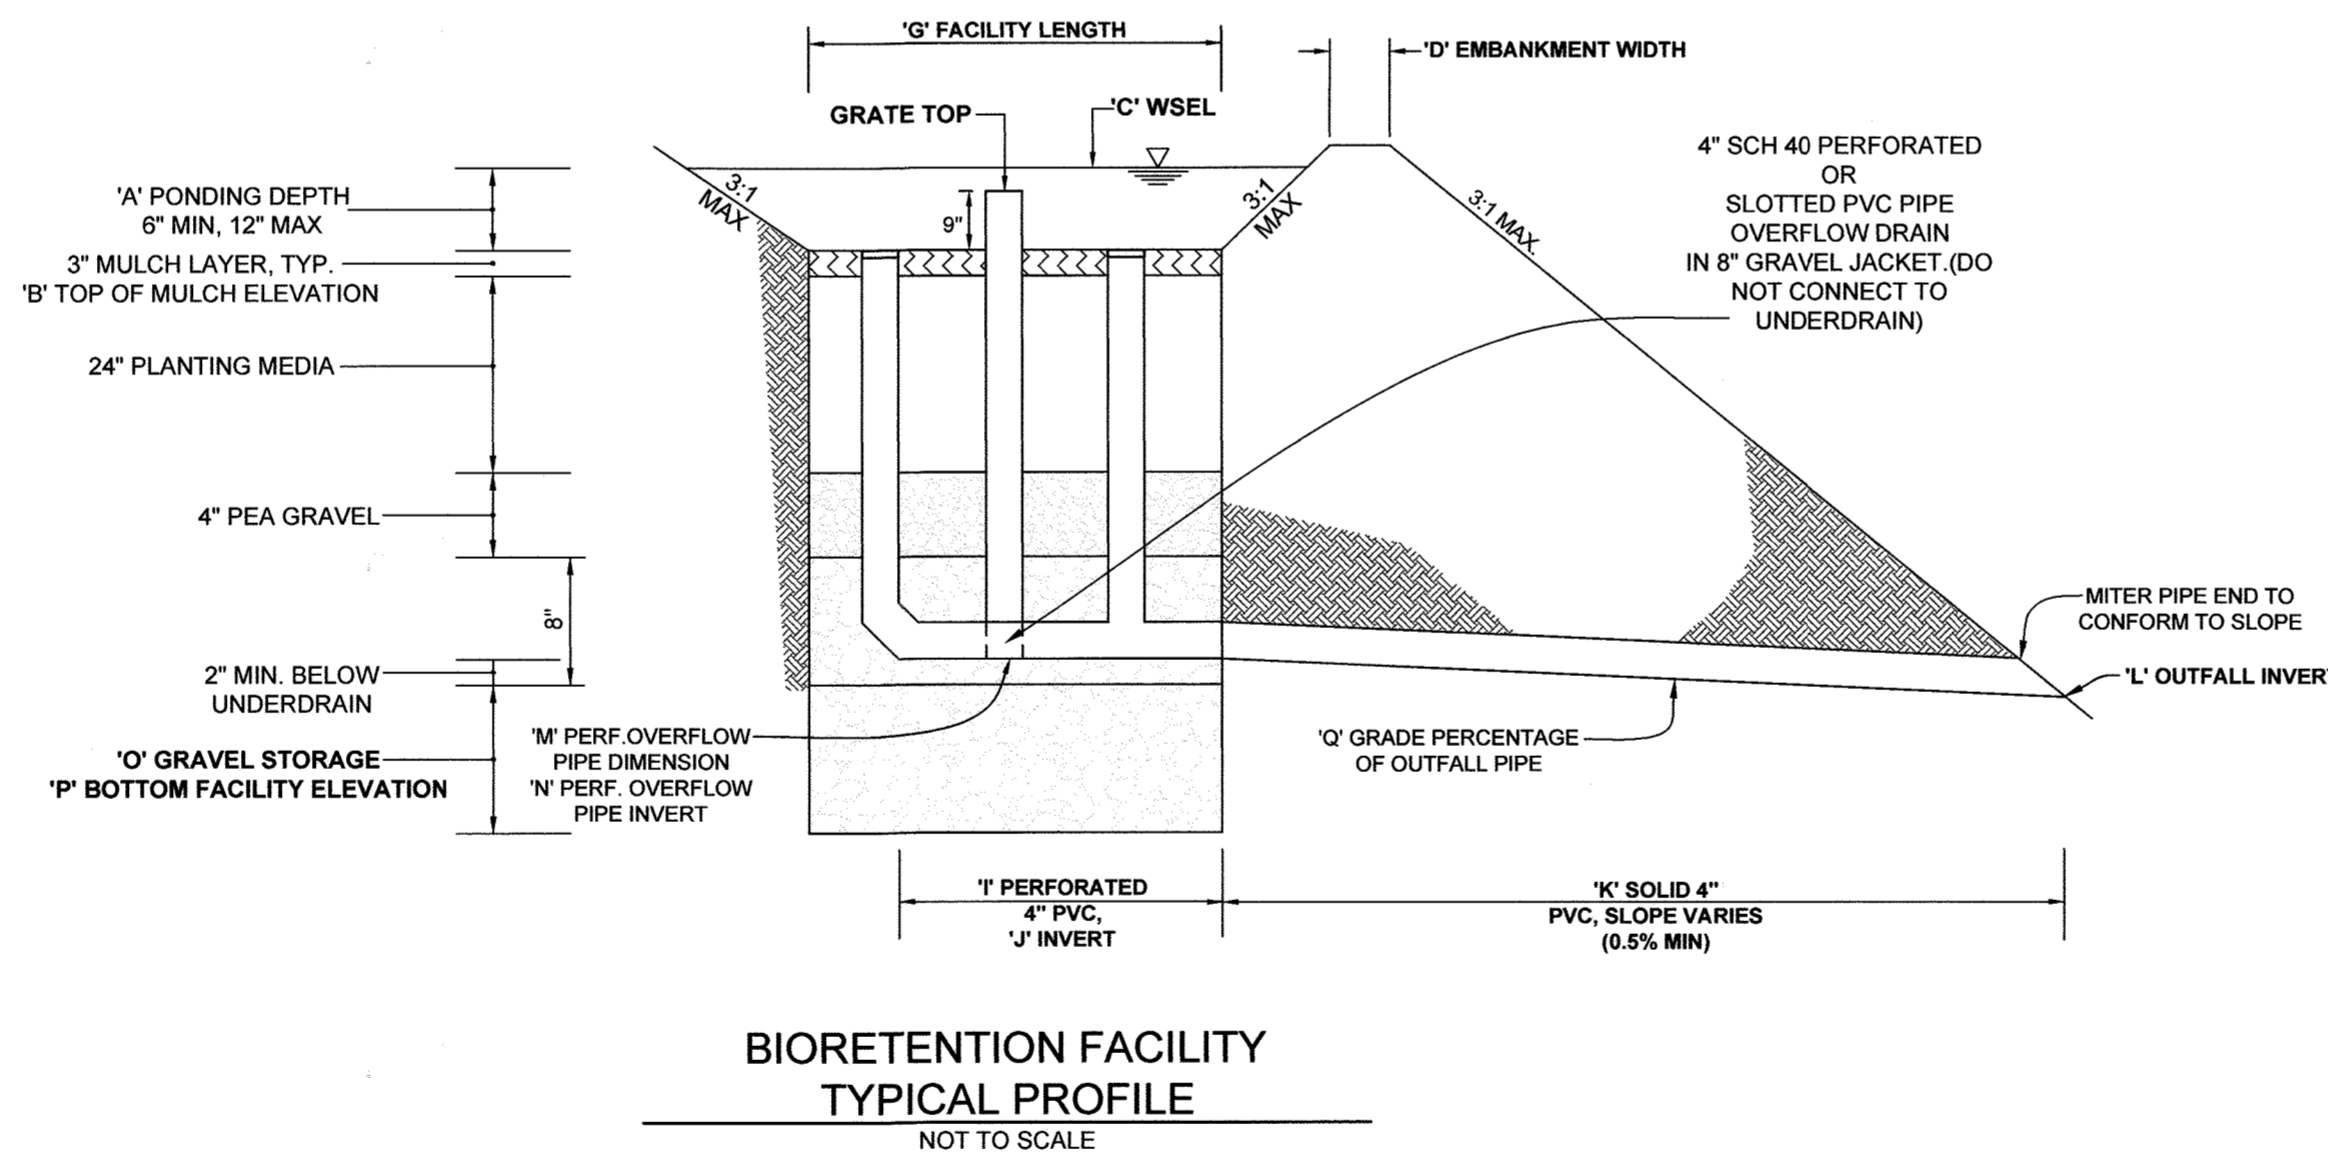 'G' FACILITY LENGTH
'D' EMBANKMENT WIDTH
GRATE TOP
'C' WSEL
4" SCH 40 PERFORATED
OR
SLOTTED PVC PIPE
OVERFLOW DRAIN
IN 8" GRAVEL JACKET.(DO
NOT CONNECT TO
UNDERDRAIN)
'A' PONDING DEPTH
6" MIN, 12" MAX
3:1
MAX
9"
3:1
MAX
3:1 MAX.
3" MULCH LAYER, TYP.
'B' TOP OF MULCH ELEVATION
24" PLANTING MEDIA
4" PEA GRAVEL
8"
2" MIN. BELOW
UNDERDRAIN
'O' GRAVEL STORAGE
'P' BOTTOM FACILITY ELEVATION
'M' PERF.OVERFLOW
PIPE DIMENSION
'N' PERF. OVERFLOW
PIPE INVERT
MITER PIPE END TO
CONFORM TO SLOPE
'L' OUTFALL INVERT
'Q' GRADE PERCENTAGE
OF OUTFALL PIPE
'I' PERFORATED
4" PVC,
'J' INVERT
'K' SOLID 4"
PVC, SLOPE VARIES
(0.5% MIN)
BIORETENTION FACILITY
TYPICAL PROFILE
NOT TO SCALE